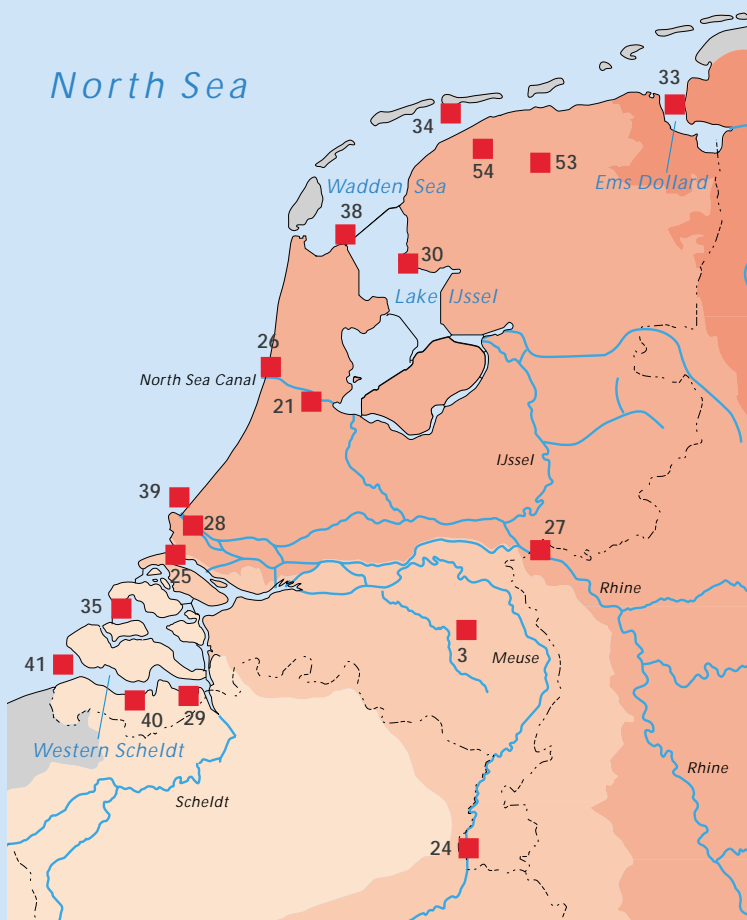 North Sea
33
34
54
53
Ems Dollard
Wadden Sea
38
30
Lake IJssel
26
North Sea Canal
21
IJssel
39
28
27
25
Rhine
35
3
Meuse
41
40
29
Western Scheldt
Rhine
Scheldt
24